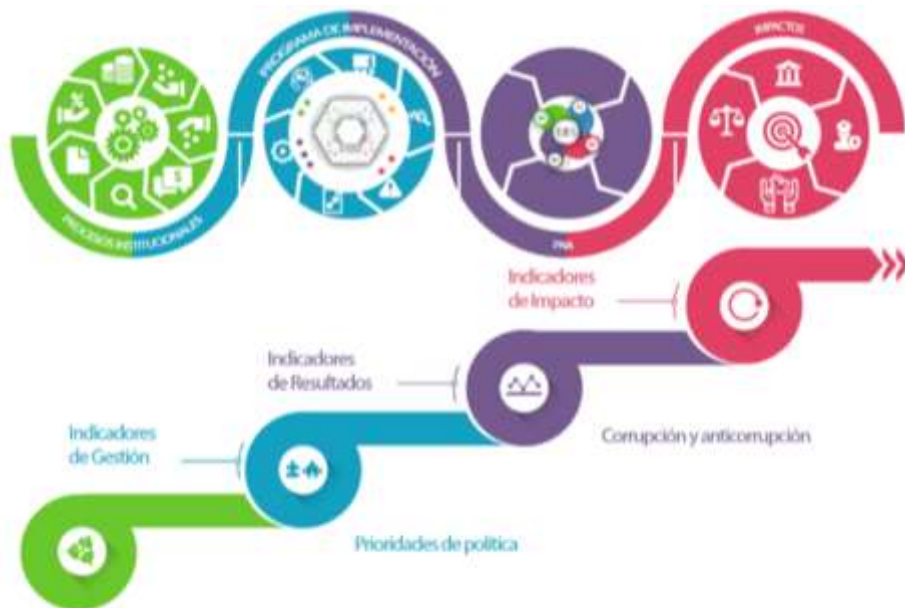 PROCESOS INSTITUCIONALES
PROGRAMA DE IMPLEMENTACIÓN
PNA
IMPACTOS
Indicadores
de Impacto
Indicadores
de Resultados
Corrupción y anticorrupción
Indicadores
de Gestión
Prioridades de política